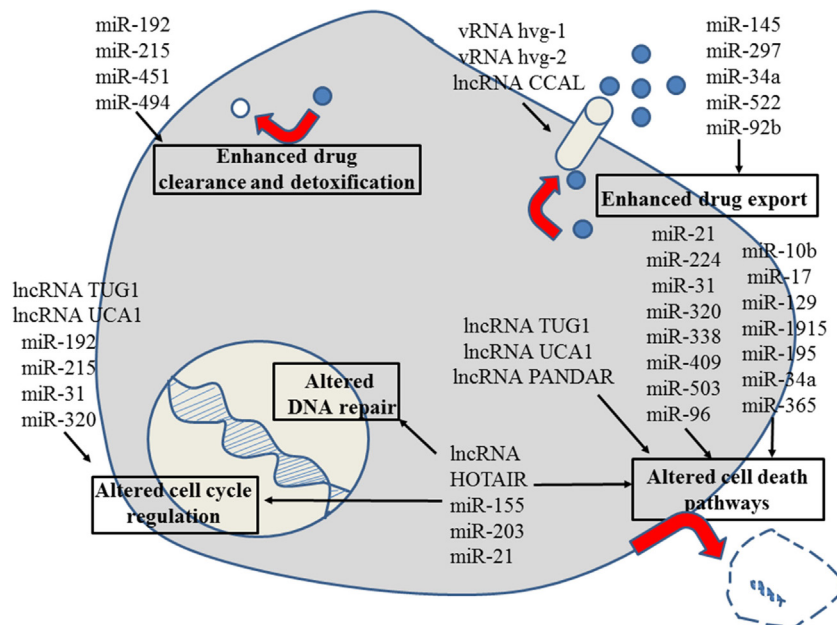 miR-192
miR-215
miR-451
miR-494
Enhanced drug
clearance and detoxification
vRNA hvg-1
vRNA hvg-2
lncRNA CCAL
miR-145
miR-297
miR-34a
miR-522
miR-92b
Enhanced drug export
lncRNA TUG1
lncRNA UCA1
miR-192
miR-215
miR-31
miR-320
Altered cell cycle
regulation
Altered
DNA repair
lncRNA
HOTAIR
miR-155
miR-203
miR-21
lncRNA TUG1
lncRNA UCA1
lncRNA PANDAR
miR-21
miR-224
miR-31
miR-320
miR-338
miR-409
miR-503
miR-96
miR-10b
miR-17
miR-129
miR-1915
miR-195
miR-34a
miR-365
Altered cell death
pathways